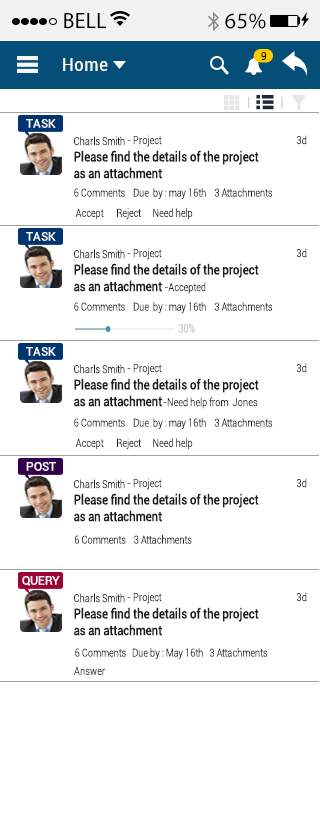 BELL 65%
Home 9
TASK
Charls Smith - Project 3d
Please find the details of the project
as an attachment
6 Comments Due by : may 16th 3 Attachments
Accept Reject Need help
TASK
Charls Smith - Project 3d
Please find the details of the project
as an attachment -Accepted
6 Comments Due by : may 16th 3 Attachments
30%
TASK
Charls Smith - Project 3d
Please find the details of the project
as an attachment -Need help from Jones
6 Comments Due by : may 16th 3 Attachments
Accept Reject Need help
POST
Charls Smith - Project 3d
Please find the details of the project
as an attachment
6 Comments 3 Attachments
QUERY
Charls Smith - Project 3d
Please find the details of the project
as an attachment
6 Comments Due by : May 16th 3 Attachments
Answer